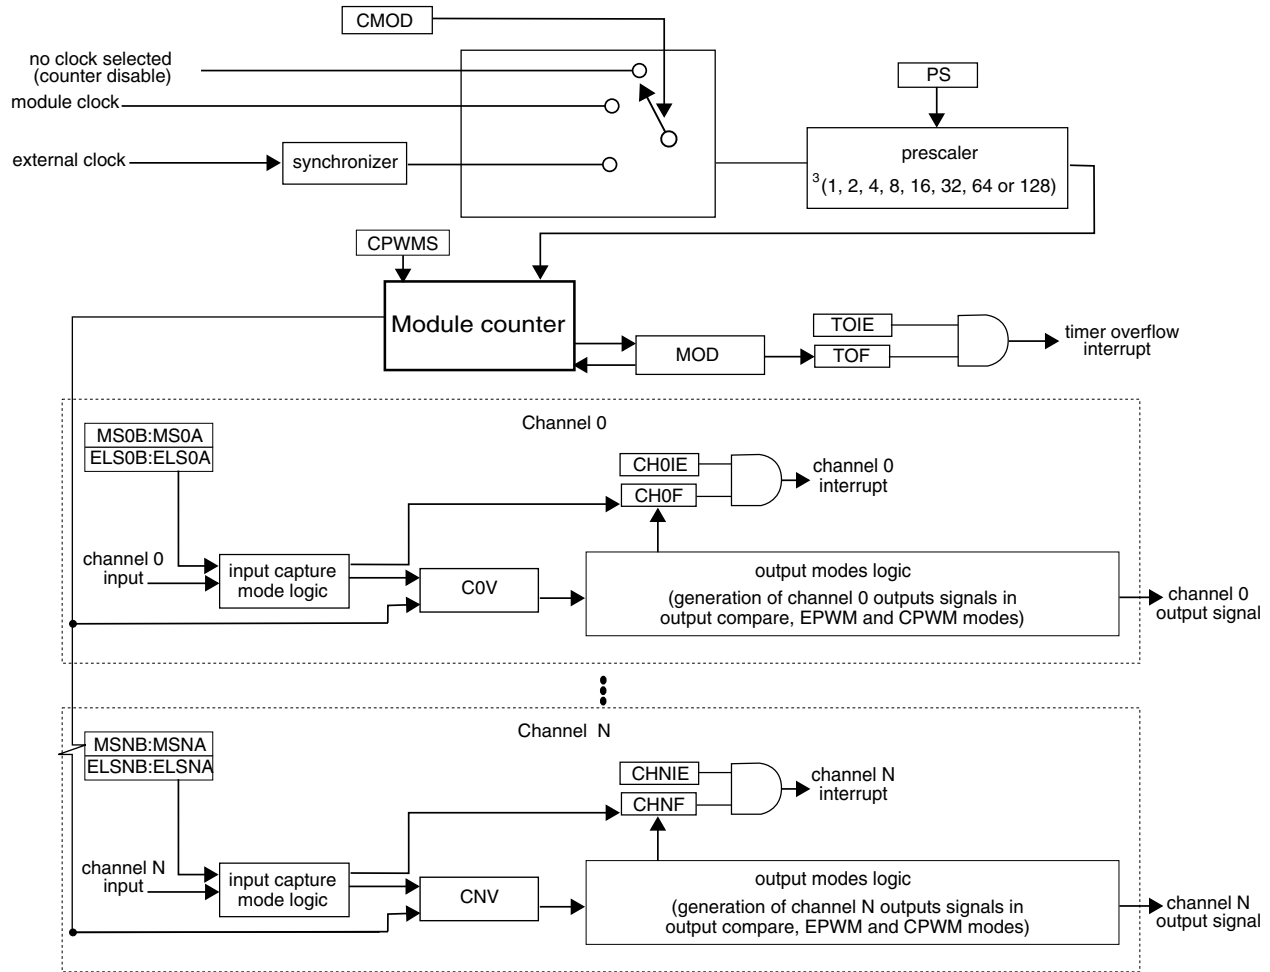 CMOD
no clock selected
(counter disable)
module clock
external clock
synchronizer
PS
prescaler
3(1, 2, 4, 8, 16, 32, 64 or 128)
CPWMS
Module counter
MOD
TOIE
TOF
timer overflow
interrupt
Channel 0
MS0B:MS0A
ELS0B:ELS0A
CH0IE
CH0F
channel 0
interrupt
channel 0
input
input capture
mode logic
C0V
output modes logic
(generation of channel 0 outputs signals in
output compare, EPWM and CPWM modes)
channel 0
output signal
Channel N
MSNB:MSNA
ELSNB:ELSNA
CHNIE
CHNF
channel N
interrupt
channel N
input
input capture
mode logic
CNV
output modes logic
(generation of channel N outputs signals in
output compare, EPWM and CPWM modes)
channel N
output signal